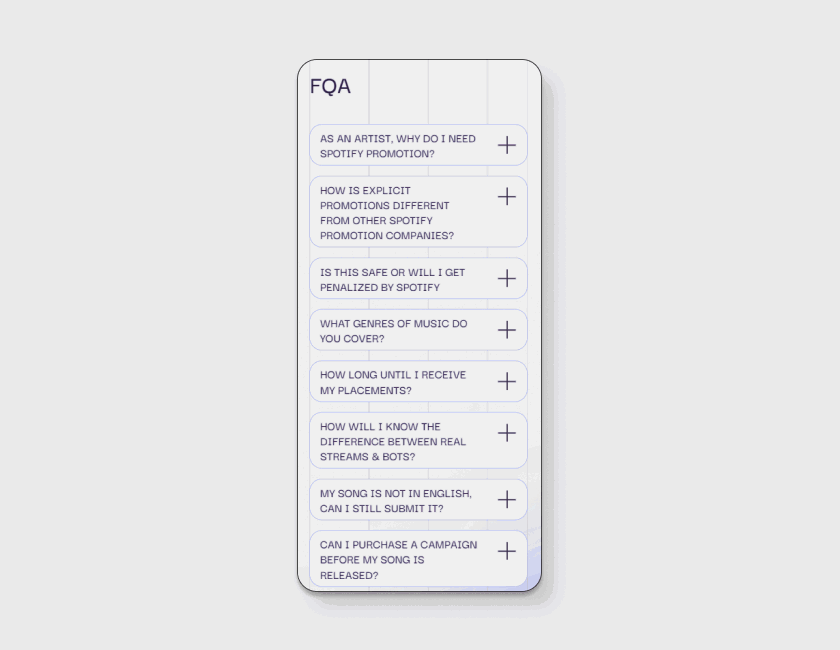 FQA
AS AN ARTIST, WHY DO I NEED
SPOTIFY PROMOTION?
HOW IS EXPLICIT
PROMOTIONS DIFFERENT
FROM OTHER SPOTIFY
PROMOTION COMPANIES?
IS THIS SAFE OR WILL I GET
PENALIZED BY SPOTIFY
WHAT GENRES OF MUSIC DO
YOU COVER?
HOW LONG UNTIL I RECEIVE
MY PLACEMENTS?
HOW WILL I KNOW THE
DIFFERENCE BETWEEN REAL
STREAMS & BOTS?
MY SONG IS NOT IN ENGLISH,
CAN I STILL SUBMIT IT?
CAN I PURCHASE A CAMPAIGN
BEFORE MY SONG IS
RELEASED?